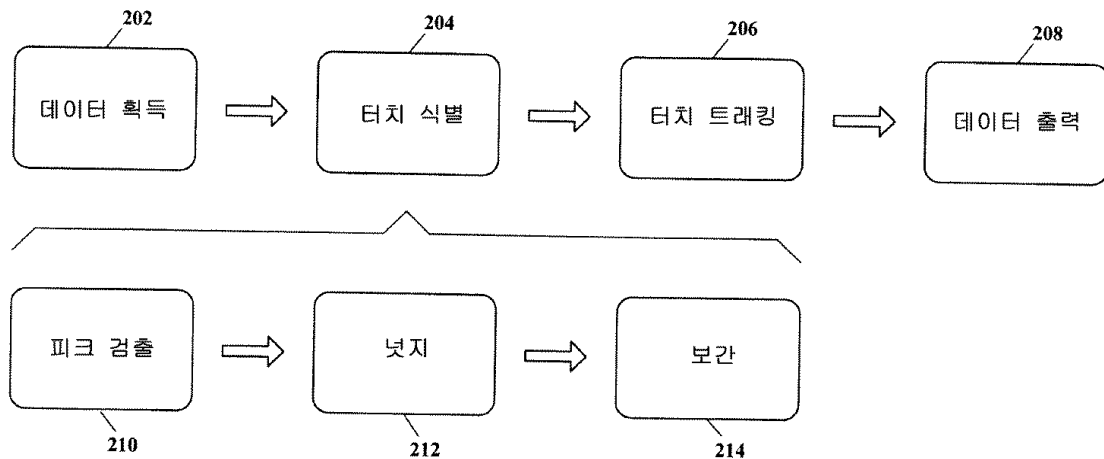 202
204
206
208
데이터 획득
터치 식별
터치 트래킹
데이터 출력
피크 검출
넛지
보간
210
212
214